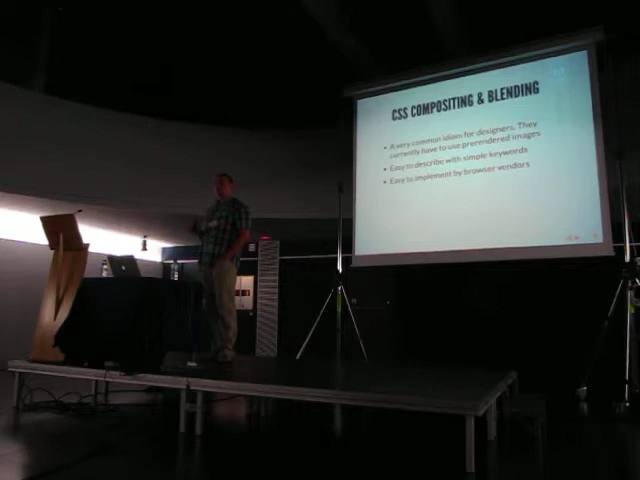 CSS COMPOSITING & BLENDING
• A very common idiom for designers. They
currently have to use prerendered images
• Easy to describe with simple keywords
• Easy to implement by browser vendors